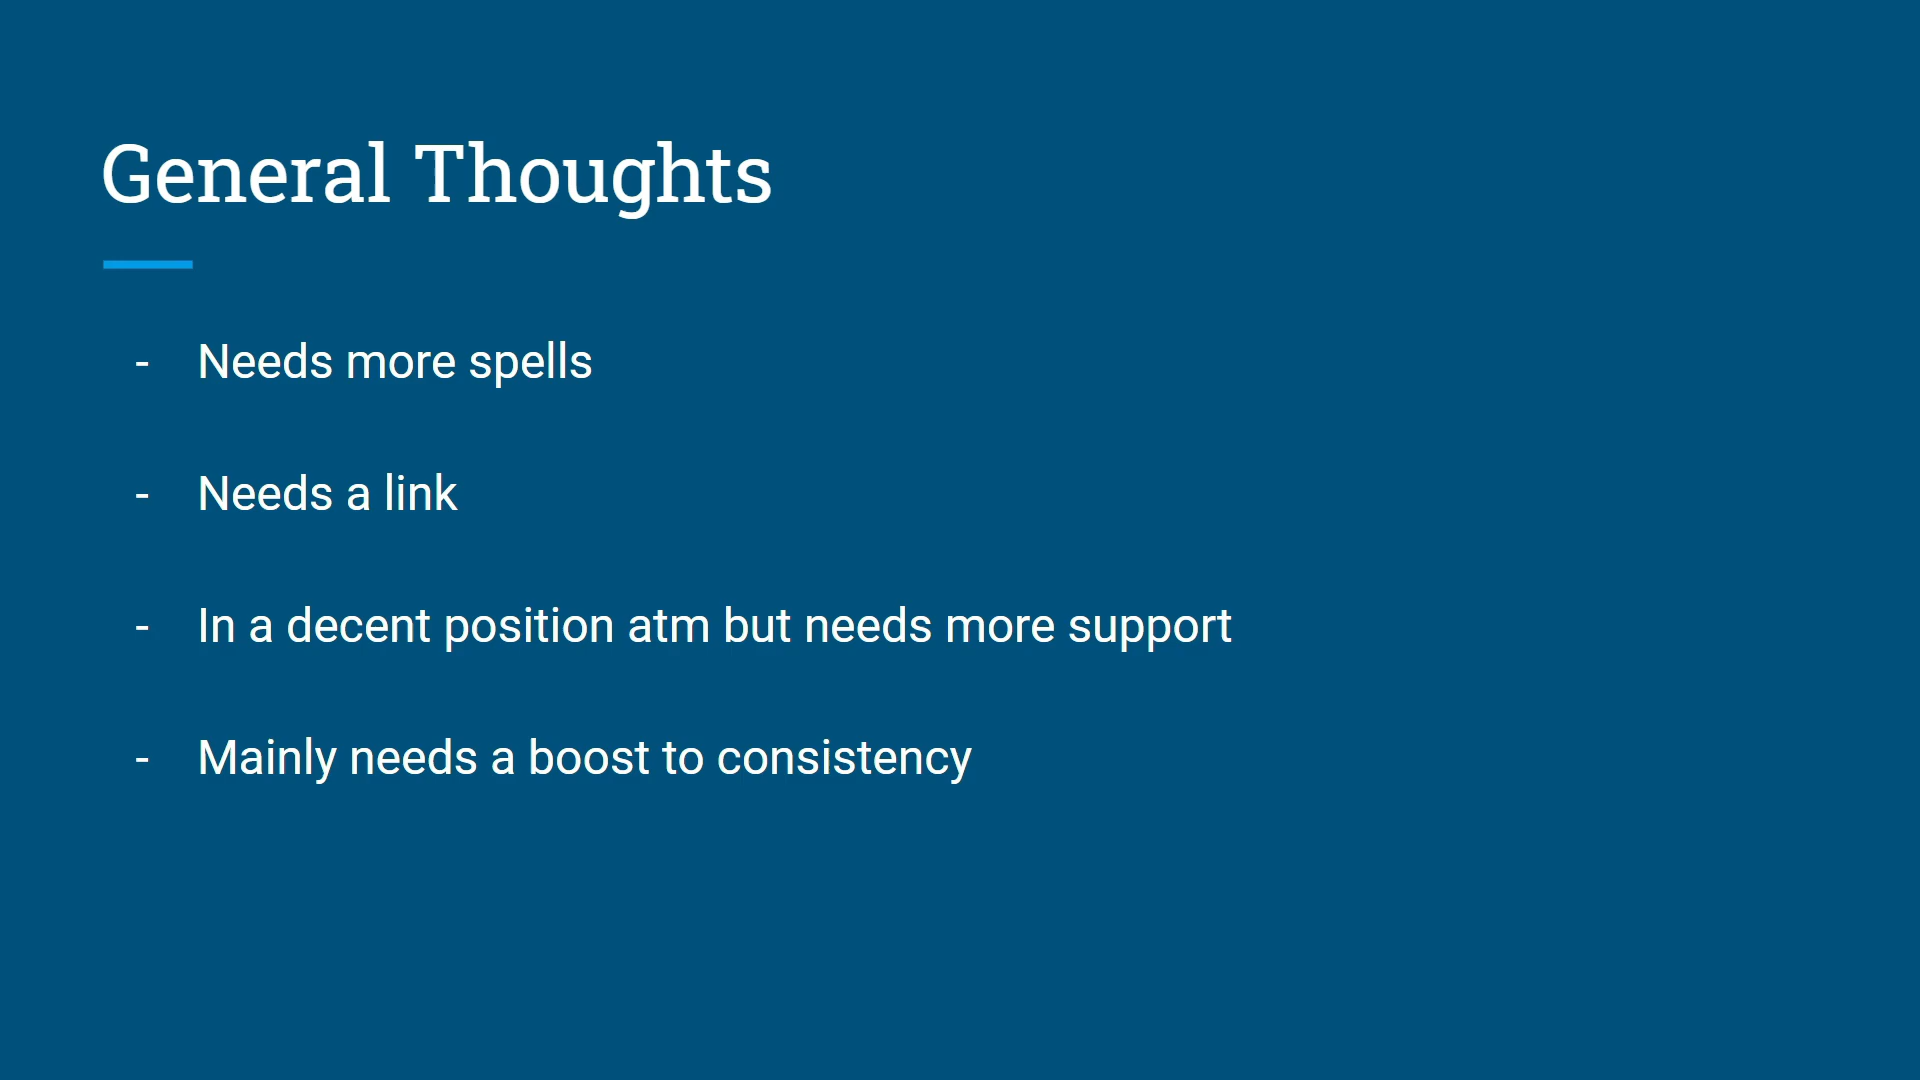 General Thoughts
- Needs more spells
- Needs a link
- In a decent position atm but needs more support
- Mainly needs a boost to consistency